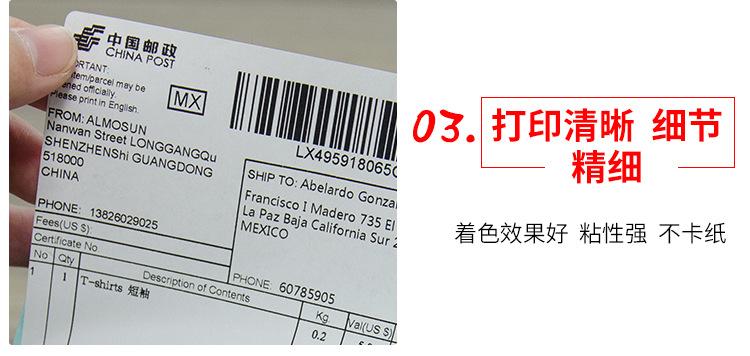 中国邮政
CHINA POST
ORTANT:
item/parcel may be
ened officially.
Please print in English.
MX
FROM: ALMOSUN
Nanwan Street LONGGANGQu
SHENZHENShi GUANGDONG
518000
CHINA
PHONE: 13826029025
LX495918065C
SHIP TO: Abelardo Gonza
Francisco I Madero 735 El
La Paz Baja California Sur 2
MEXICO
PHONE: 60785905
Fees(US $):
Certificate No.
No Qty Description of Contents Kg. Val(US $)
1 1 T-shirts 短袖 0.2
03. 打印清晰 细节
精细
着色效果好 粘性强 不卡纸